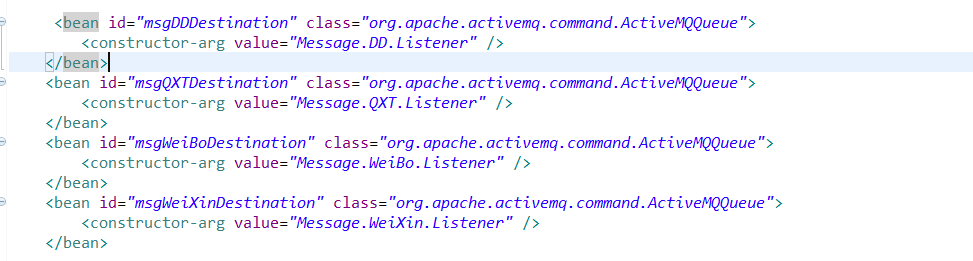 <bean id="msgDDDestination" class="org.apache.activemq.command.ActiveMQQueue">
<constructor-arg value="Message.DD.Listener" />
</bean>
<bean id="msgQXTDestination" class="org.apache.activemq.command.ActiveMQQueue">
<constructor-arg value="Message.QXT.Listener" />
</bean>
<bean id="msgWeiBoDestination" class="org.apache.activemq.command.ActiveMQQueue">
<constructor-arg value="Message.WeiBo.Listener" />
</bean>
<bean id="msgWeiXinDestination" class="org.apache.activemq.command.ActiveMQQueue">
<constructor-arg value="Message.WeiXin.Listener" />
</bean>